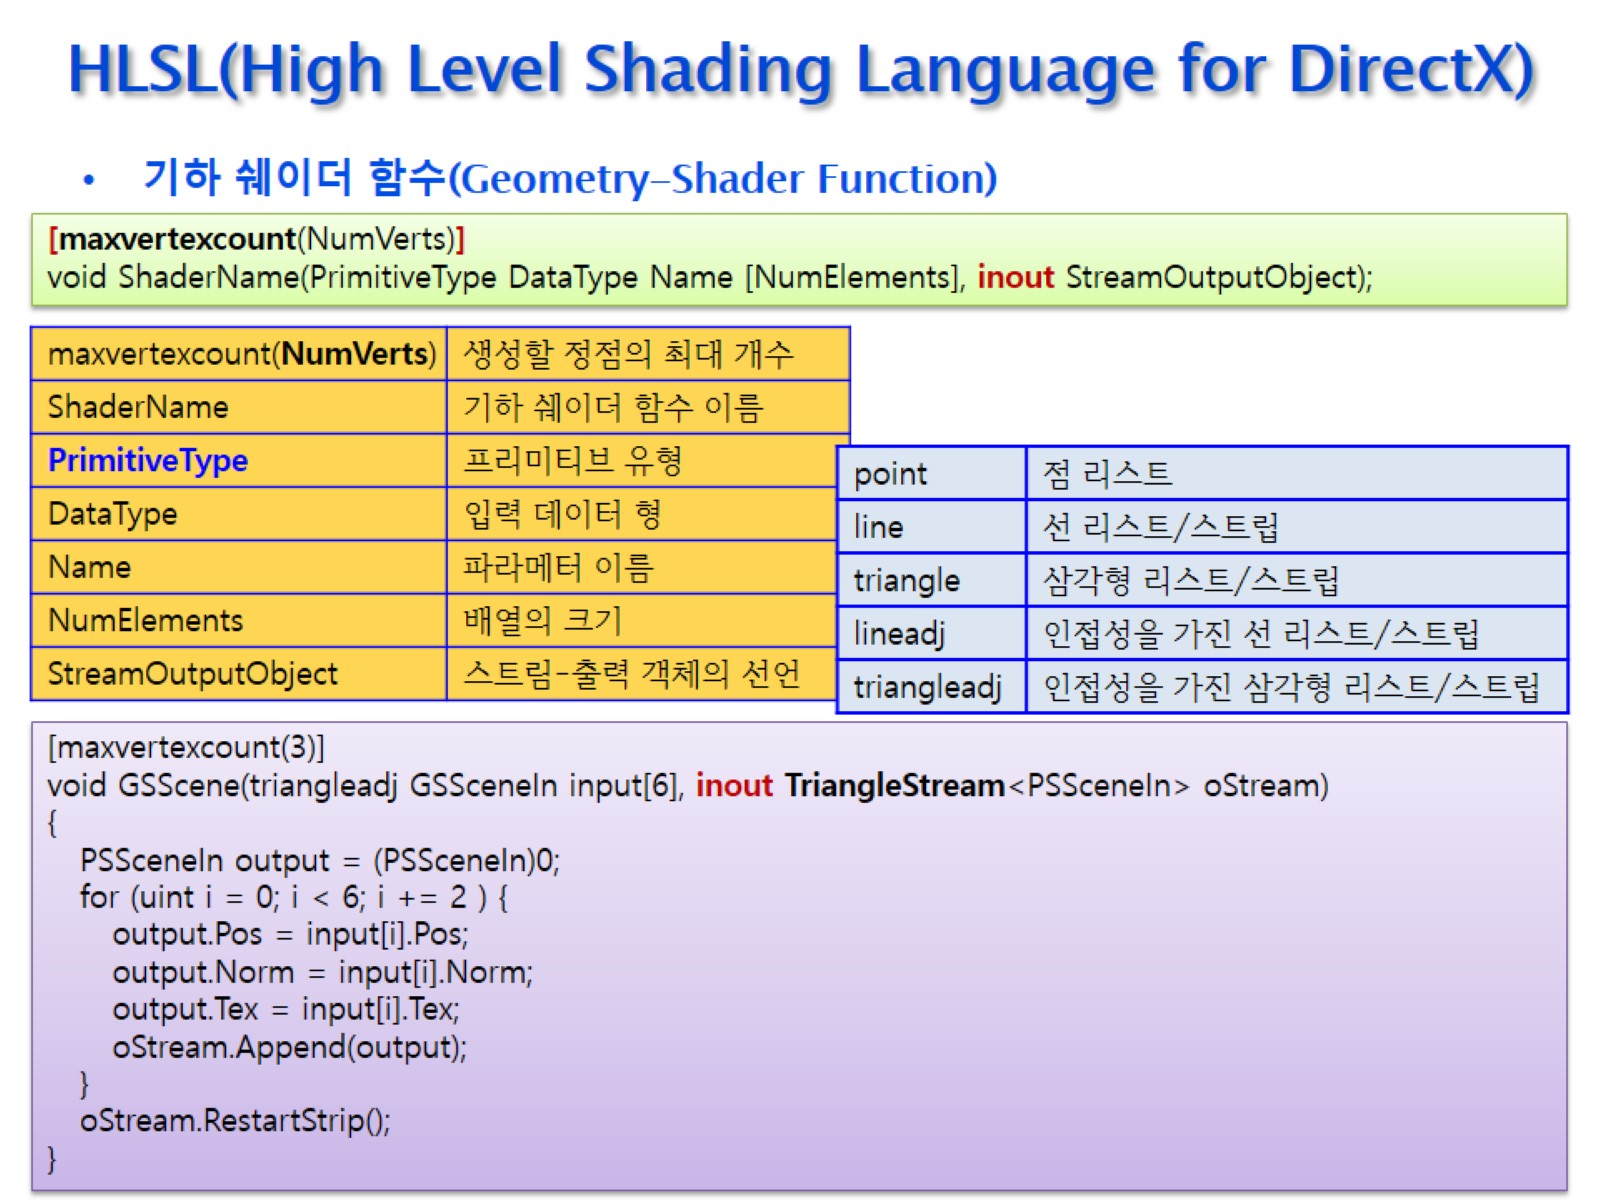 HLSL(High Level Shading Language for DirectX)
• 기하 쉐이더 함수(Geometry-Shader Function)
[maxvertexcount(NumVerts)]
void ShaderName(PrimitiveType DataType Name [NumElements], inout StreamOutputObject);
maxvertexcount(NumVerts) 생성할 정점의 최대 개수
ShaderName 기하 쉐이더 함수 이름
PrimitiveType 프리미티브 유형
DataType 입력 데이터 형
Name 파라메터 이름
NumElements 배열의 크기
StreamOutputObject 스트림-출력 객체의 선언
point 점 리스트
line 선 리스트/스트립
triangle 삼각형 리스트/스트립
lineadj 인접성을 가진 선 리스트/스트립
triangleadj 인접성을 가진 삼각형 리스트/스트립
[maxvertexcount(3)]
void GSScene(triangleadj GSSceneIn input[6], inout TriangleStream<PSSceneIn> oStream)
{
PSSceneIn output = (PSSceneIn)0;
for (uint i = 0; i < 6; i += 2 ) {
output.Pos = input[i].Pos;
output.Norm = input[i].Norm;
output.Tex = input[i].Tex;
oStream.Append(output);
}
oStream.RestartStrip();
}